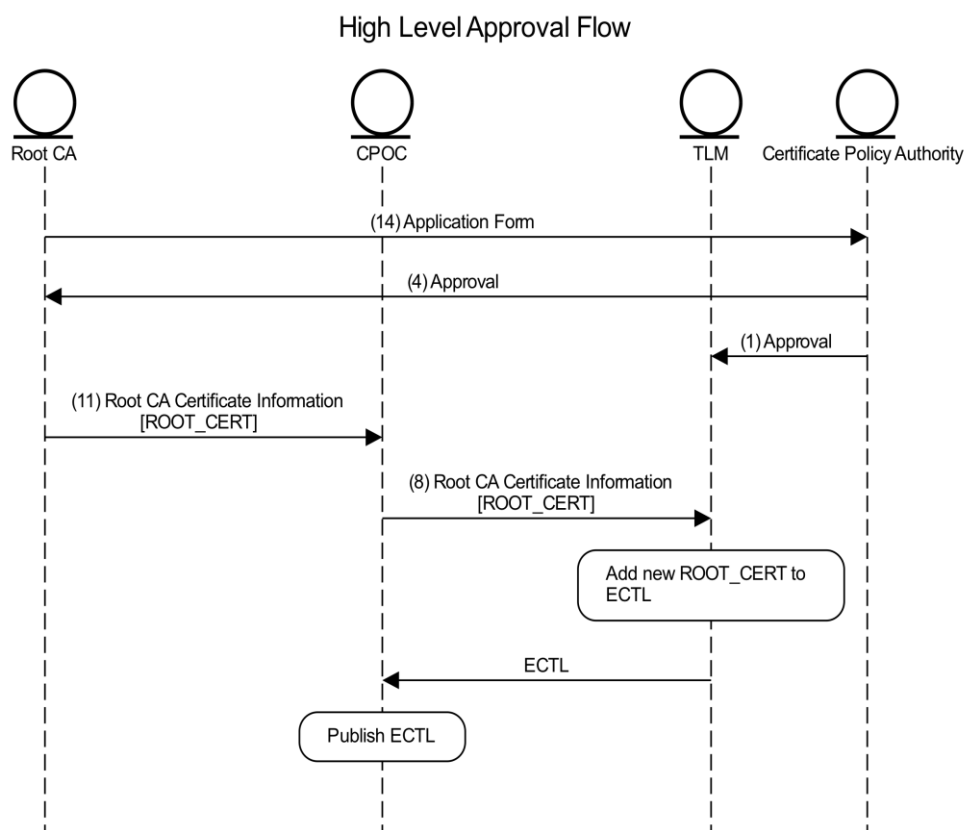 High Level Approval Flow
Root CA
CPOC
TLM
Certificate Policy Authority
(14) Application Form
(4) Approval
(1) Approval
(11) Root CA Certificate Information
[ROOT_CERT]
(8) Root CA Certificate Information
[ROOT_CERT]
Add new ROOT_CERT to
ECTL
ECTL
Publish ECTL